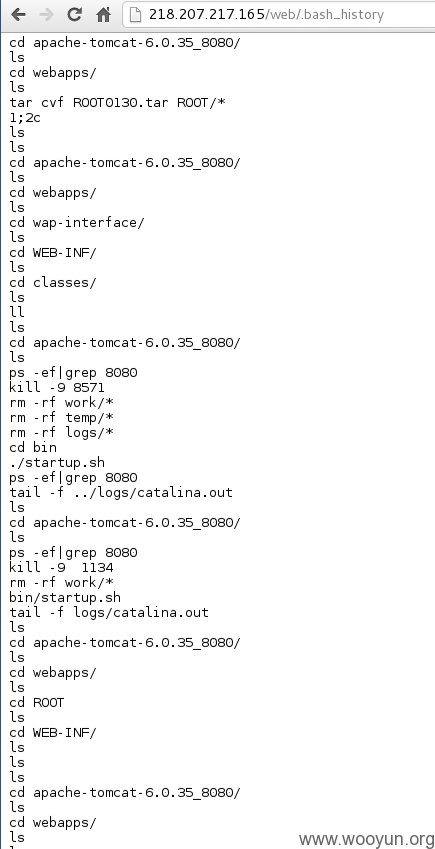 218.207.217.165/web/.bash_history
cd apache-tomcat-6.0.35_8080/
ls
cd webapps/
ls
tar cvf ROOT0130.tar ROOT/*
1;2c
ls
ls
cd apache-tomcat-6.0.35_8080/
ls
cd webapps/
ls
cd wap-interface/
ls
cd WEB-INF/
ls
cd classes/
ls
ll
ls
cd apache-tomcat-6.0.35_8080/
ls
ps -ef|grep 8080
kill -9 8571
rm -rf work/*
rm -rf temp/*
rm -rf logs/*
cd bin
./startup.sh
ps -ef|grep 8080
tail -f ../logs/catalina.out
ls
cd apache-tomcat-6.0.35_8080/
ls
ps -ef|grep 8080
kill -9  1134
rm -rf work/*
bin/startup.sh
tail -f logs/catalina.out
ls
cd apache-tomcat-6.0.35_8080/
ls
cd webapps/
ls
cd ROOT
ls
cd WEB-INF/
ls
ls
ls
cd apache-tomcat-6.0.35_8080/
ls
cd webapps/
ls
www.wooyun.org